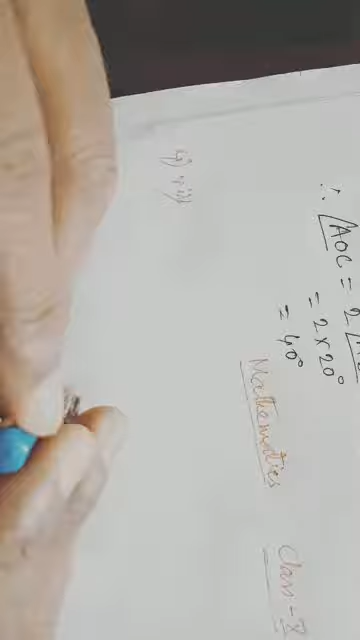 ∴ ∠AOC = 2
= 2 × 20°
= 40°
Mathematics Class - X